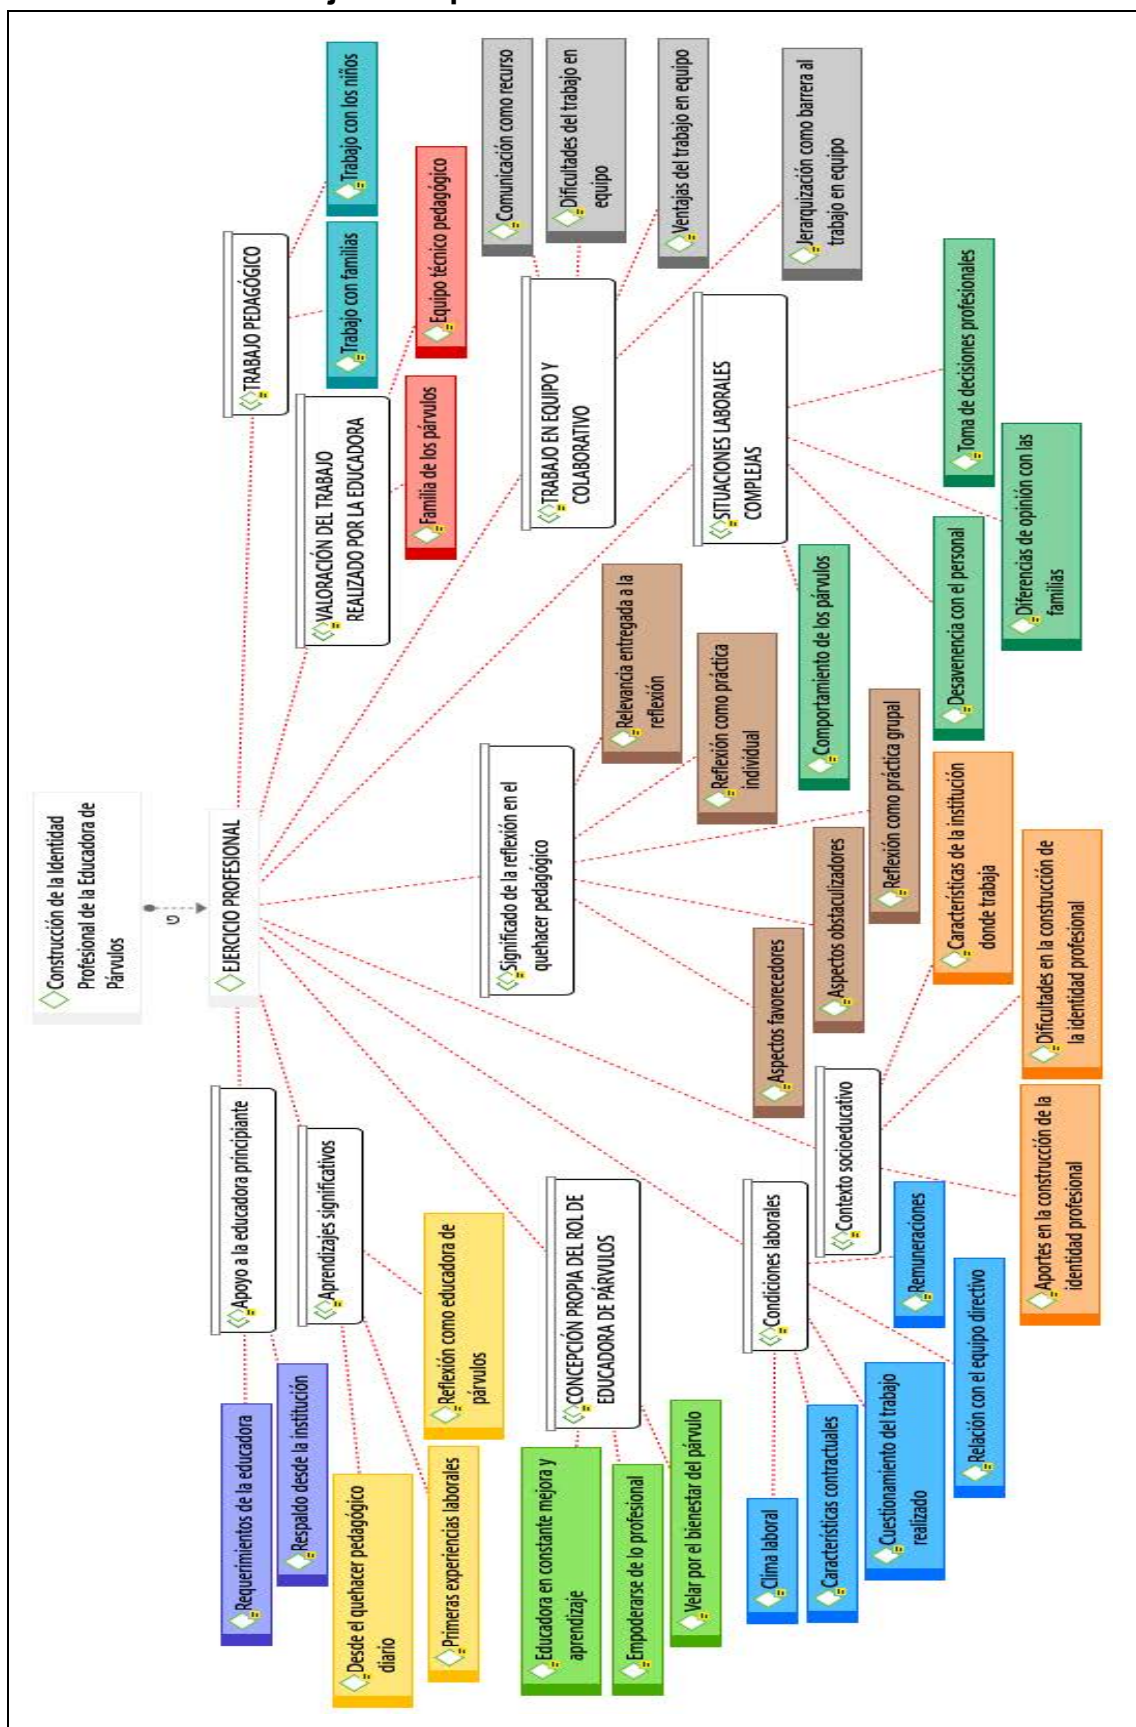 Construcción de la Identidad
Profesional de la Educadora de
Párvulos
G
EJERCICIO PROFESIONAL
Apoyo a la educadora principiante
Requerimientos de la educadora
Respaldo desde la institución
Aprendizajes significativos
Desde el quehacer pedagógico
diario
Primeras experiencias laborales
Reflexión como educadora de
párvulos
CONCEPCIÓN PROPIA DEL ROL DE
EDUCADORA DE PÁRVULOS
Educadora en constante mejora y
aprendizaje
Empoderarse de lo profesional
Velar por el bienestar del párvulo
Condiciones laborales
Clima laboral
Características contractuales
Cuestionamiento del trabajo
realizado
Relación con el equipo directivo
Remuneraciones
Contexto socioeducativo
Aportes en la construcción de la
identidad profesional
Dificultades en la construcción de
la identidad profesional
Características de la institución
donde trabaja
Significado de la reflexión en el
quehacer pedagógico
Aspectos favorecedores
Aspectos obstaculizadores
Reflexión como práctica grupal
Reflexión como práctica
individual
Relevancia entregada a la
reflexión
SITUACIONES LABORALES
COMPLEJAS
Comportamiento de los párvulos
Desavenencia con el personal
Diferencias de opinión con las
familias
Toma de decisiones profesionales
TRABAJO EN EQUIPO Y
COLABORATIVO
Comunicación como recurso
Dificultades del trabajo en
equipo
Ventajas del trabajo en equipo
Jerarquización como barrera al
trabajo en equipo
VALORACIÓN DEL TRABAJO
REALIZADO POR LA EDUCADORA
Familia de los párvulos
Equipo técnico pedagógico
TRABAJO PEDAGÓGICO
Trabajo con familias
Trabajo con los niños